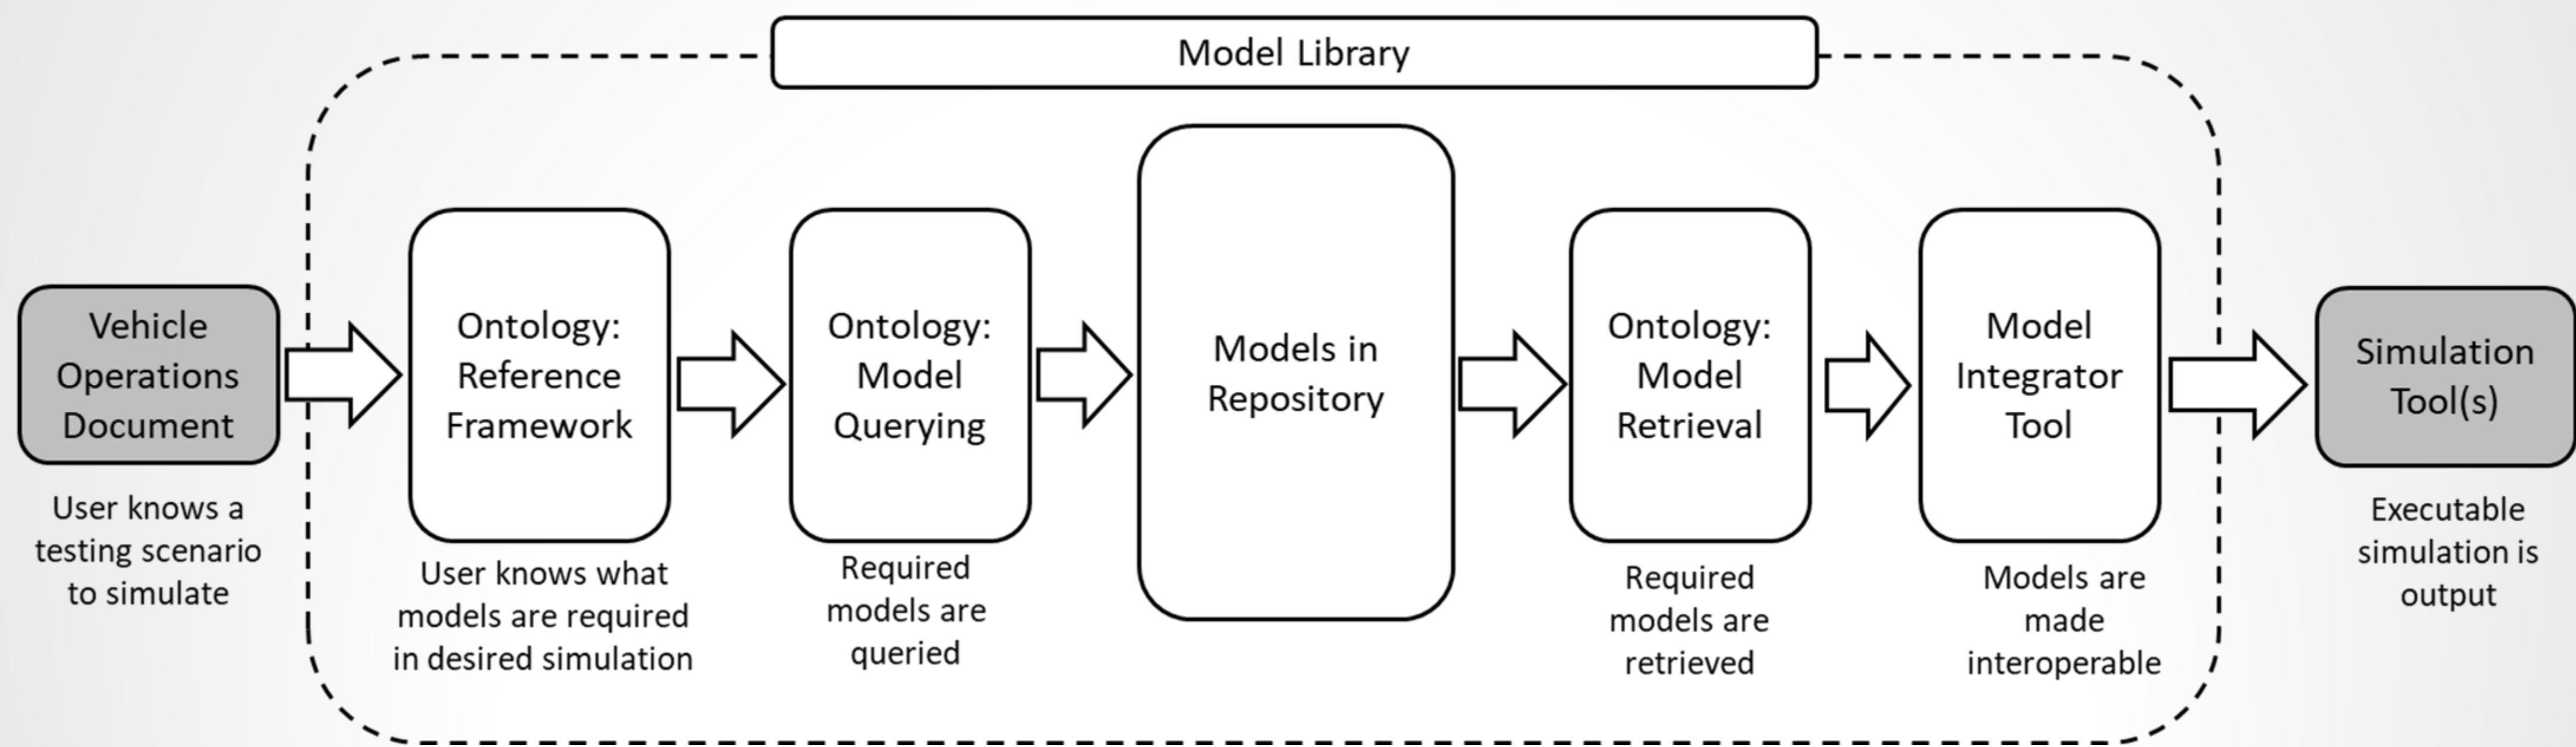 Model Library
Vehicle
Operations
Document
User knows a
testing scenario
to simulate
Ontology:
Reference
Framework
User knows what
models are required
in desired simulation
Ontology:
Model
Querying
Required
models are
queried
Models in
Repository
Ontology:
Model
Retrieval
Required
models are
retrieved
Model
Integrator
Tool
Models are
made
interoperable
Simulation
Tool(s)
Executable
simulation is
output